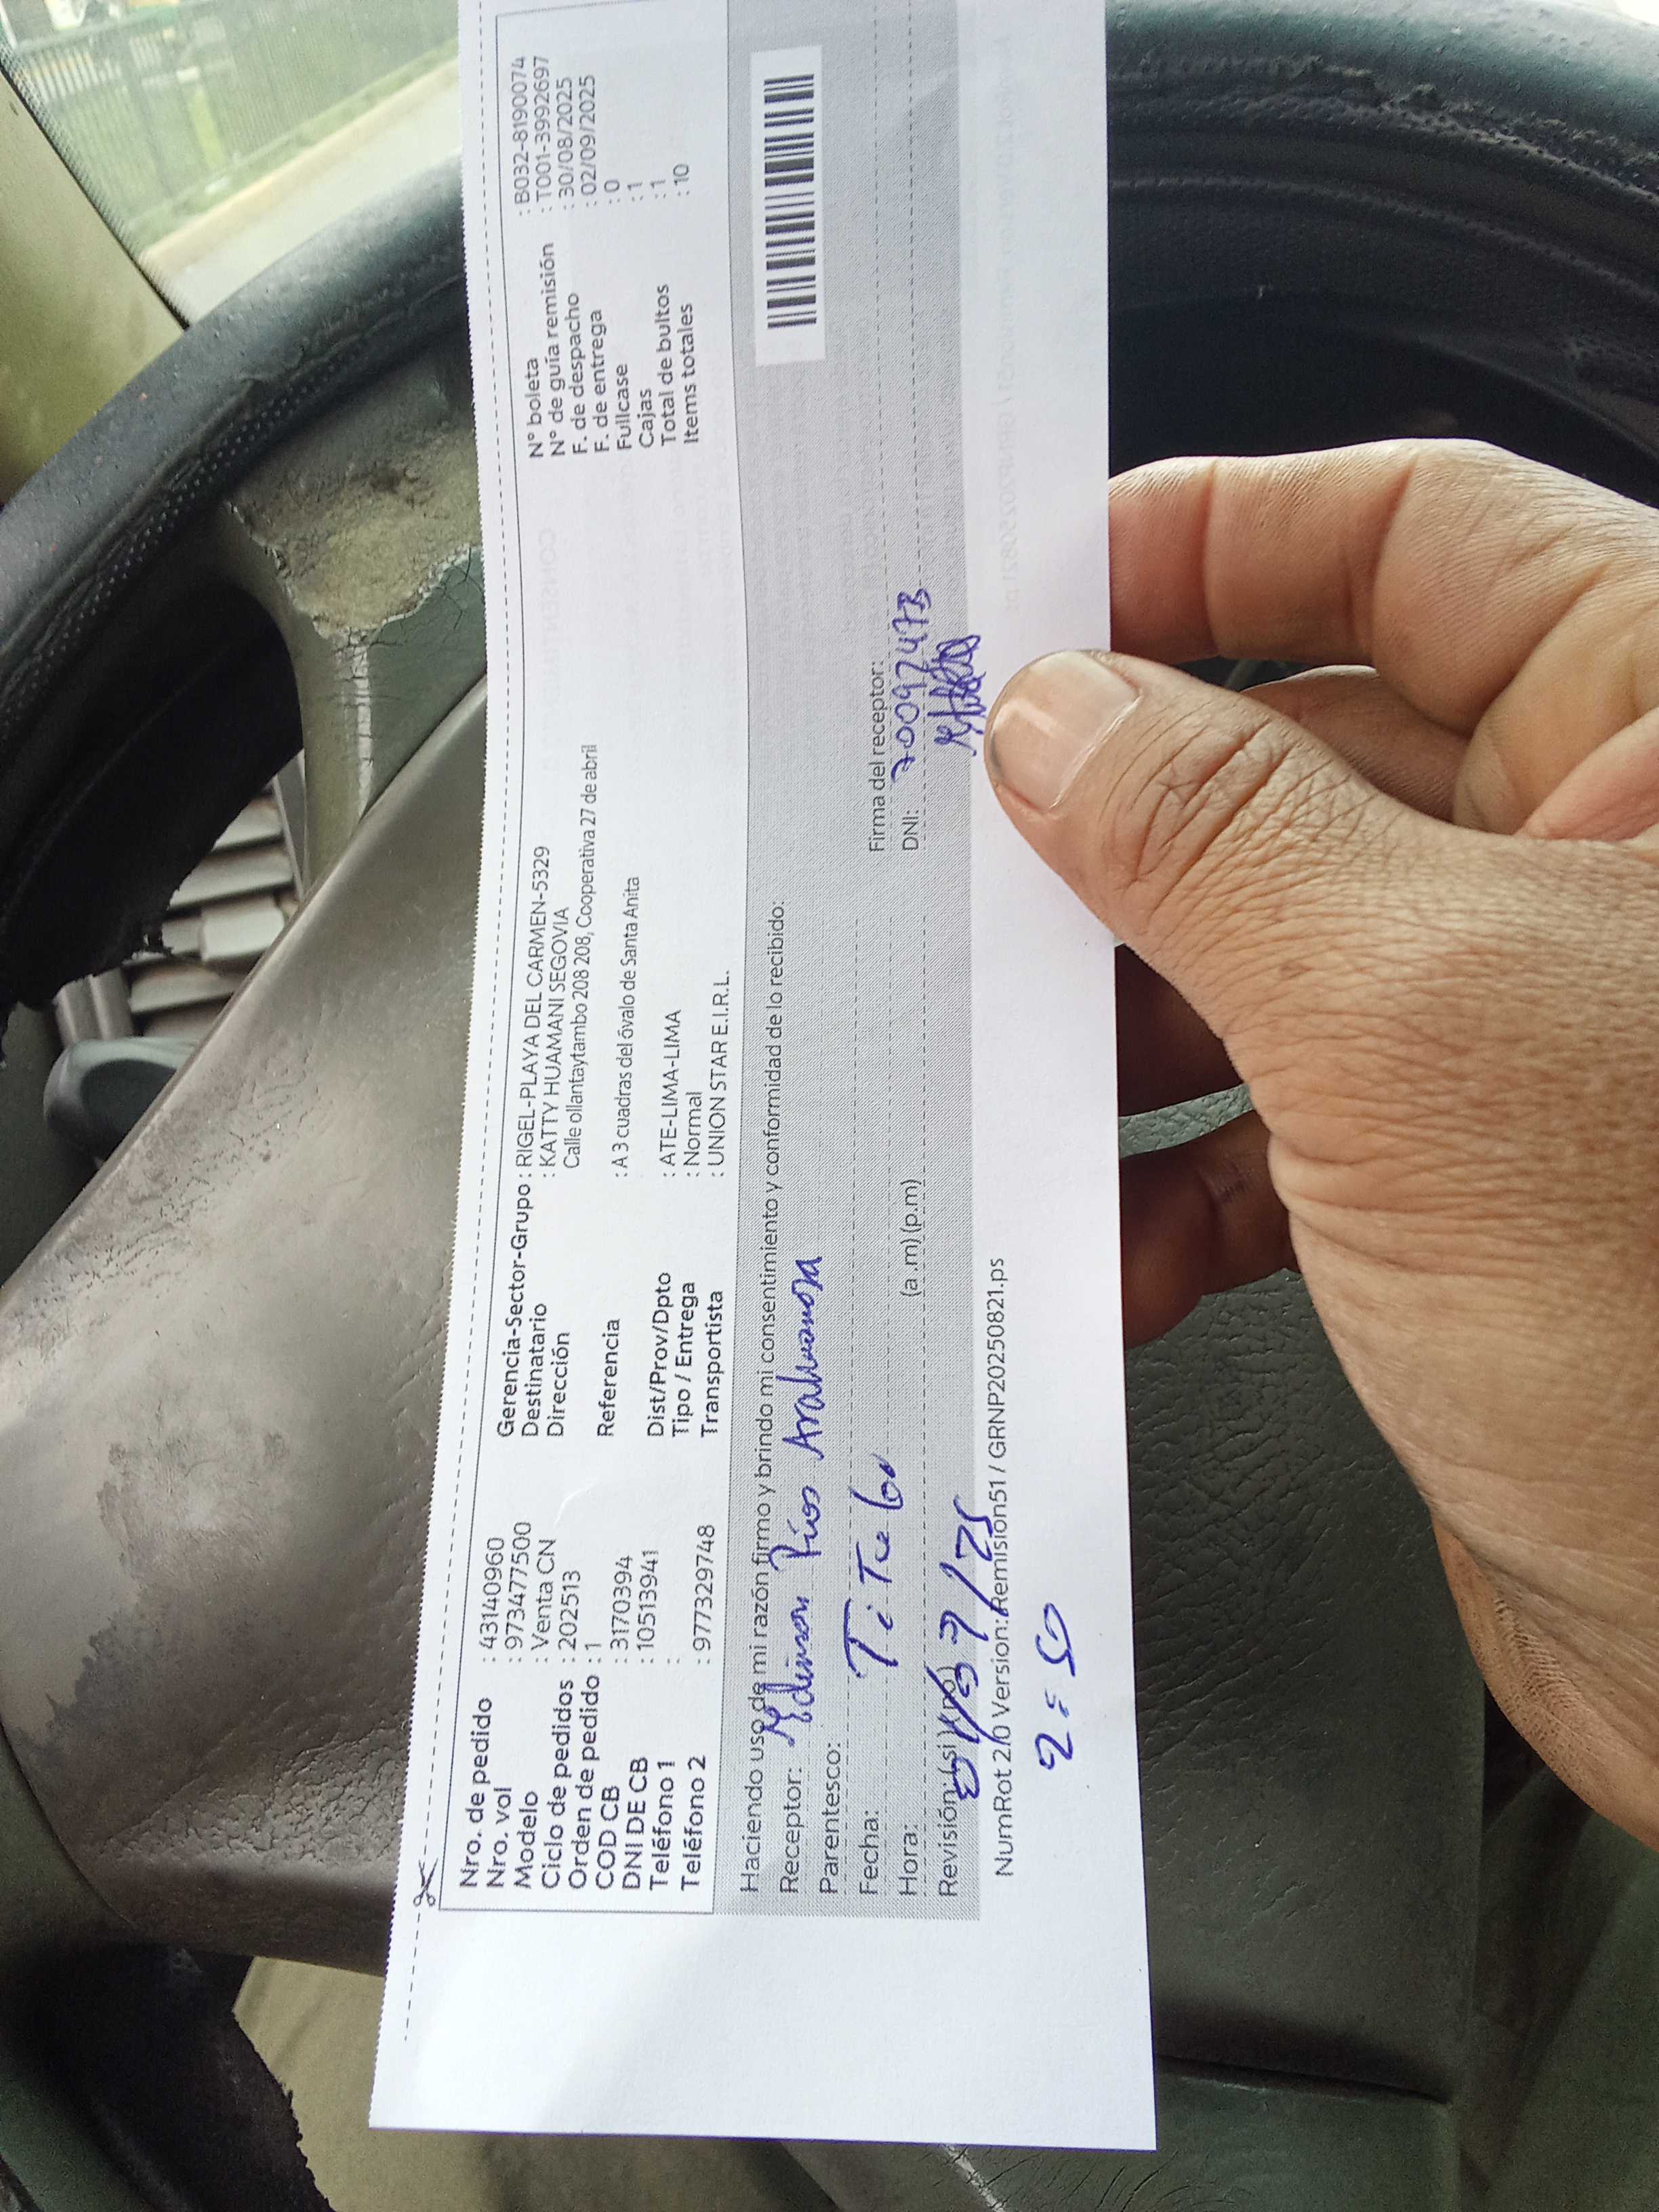 Nro. de pedido : 43140960
Nro. vol : 973477500
Modelo : Venta CN
Ciclo de pedidos : 202513
Orden de pedido : 1
COD CB : 3170394
DNI DE CB : 10513941
Teléfono 1 :
Teléfono 2 : 977329748
Gerencia-Sector-Grupo : RIGEL-PLAYA DEL CARMEN-5329
Destinatario : KATTY HUAMANI SEGOVIA
Dirección Calle ollantaytambo 208 208, Cooperativa 27 de abril
Referencia : A 3 cuadras del óvalo de Santa Anita
Dist/Prov/Dpto : ATE-LIMA-LIMA
Tipo / Entrega : Normal
Transportista : UNION STAR E.I.R.L.
N° boleta : B032-8190074
N° de guía remisión : T001-3992697
F. de despacho : 30/08/2025
F. de entrega : 02/09/2025
Fullcase : 0
Cajas : 1
Total de bultos : 1
Items totales : 10
Haciendo uso de mi razón firmo y brindo mi consentimiento y conformidad de lo recibido:
Receptor: Edinson Pios
Parentesco:
Fecha: TiTular
Hora: (a .m) (p.m)
Revisión: (si)
Firma del receptor:
DNI: 70097473
NumRot 2.0 Version: Remision51 / GRNP20250821.ps
2:50